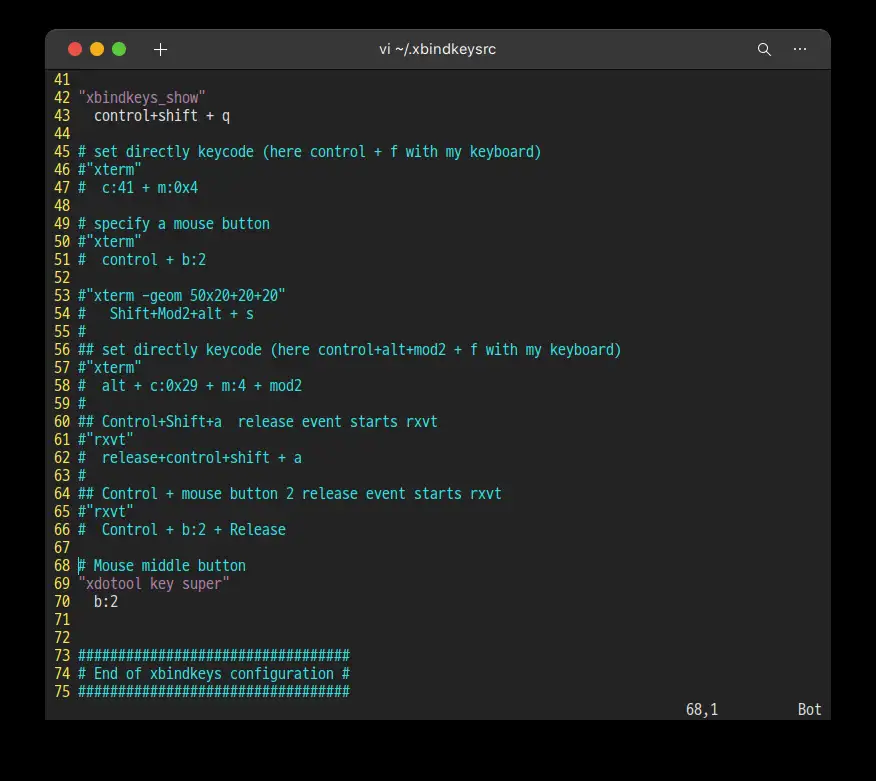 vi ~/.xbindkeysrc
41
42 "xbindkeys_show"
43   control+shift + q
44
45 # set directly keycode (here control + f with my keyboard)
46 #"xterm"
47 #  c:41 + m:0x4
48
49 # specify a mouse button
50 #"xterm"
51 #  control + b:2
52
53 #"xterm -geom 50x20+20+20"
54 #   Shift+Mod2+alt + s
55 #
56 ## set directly keycode (here control+alt+mod2 + f with my keyboard)
57 #"xterm"
58 #  alt + c:0x29 + m:4 + mod2
59 #
60 ## Control+Shift+a  release event starts rxvt
61 #"rxvt"
62 #  release+control+shift + a
63 #
64 ## Control + mouse button 2 release event starts rxvt
65 #"rxvt"
66 #  Control + b:2 + Release
67
68 # Mouse middle button
69 "xdotool key super"
70   b:2
71
72
73 ##################################
74 # End of xbindkeys configuration #
75 ##################################
68,1 Bot